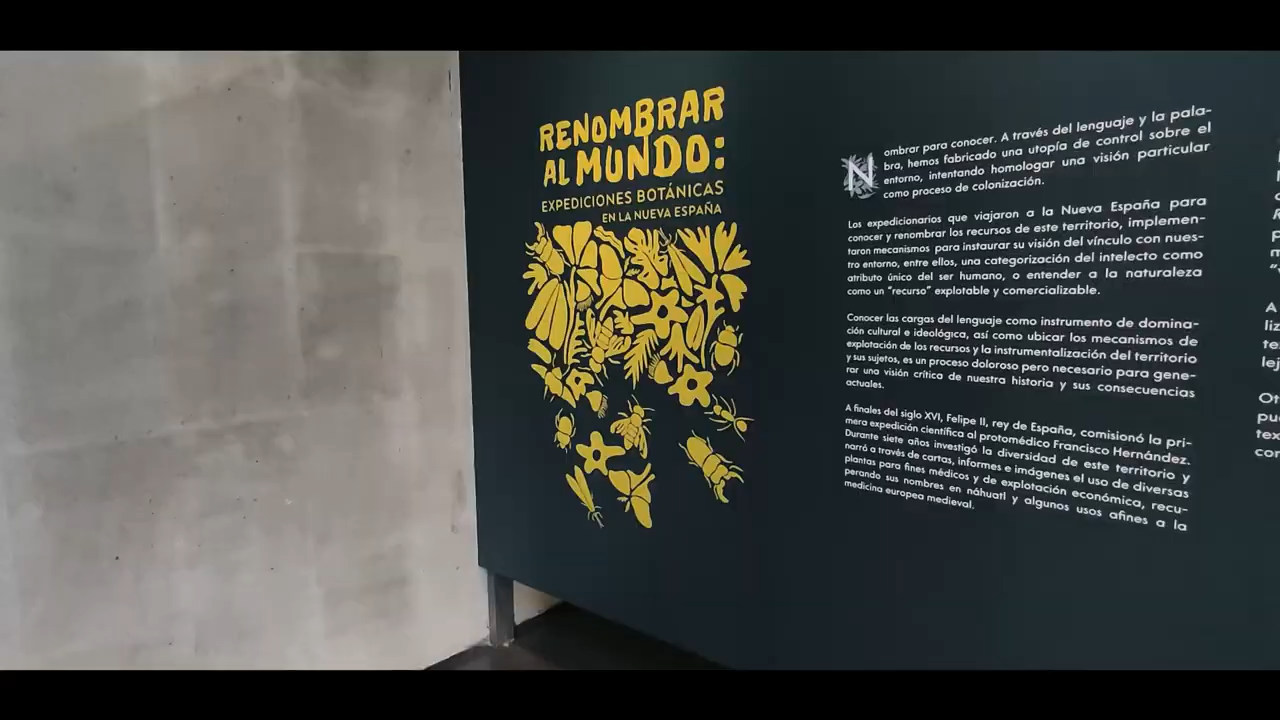 RENOMBRAR
AL MUNDO:
EXPEDICIONES BOTÁNICAS
EN LA NUEVA ESPAÑA
Nombrar para conocer. A través del lenguaje y la pala-
bra, hemos fabricado una utopía de control sobre el
entorno, intentando homologar una visión particular
como proceso de colonización.
Los expedicionarios que viajaron a la Nueva España para
conocer y renombrar los recursos de este territorio, implemen-
taron mecanismos para instaurar su visión del vínculo con nues-
tro entorno, entre ellos, una categorización del intelecto como
atributo único del ser humano, o entender a la naturaleza
como un “recurso” explotable y comercializable.
Conocer las cargas del lenguaje como instrumento de domina-
ción cultural e ideológica, así como ubicar los mecanismos de
explotación de los recursos y la instrumentalización del territorio
y sus sujetos, es un proceso doloroso pero necesario para gene-
rar una visión crítica de nuestra historia y sus consecuencias
actuales.
A finales del siglo XVI, Felipe II, rey de España, comisionó la pri-
mera expedición científica al protomédico Francisco Hernández.
Durante siete años investigó la diversidad de este territorio y
narró a través de cartas, informes e imágenes el uso de diversas
plantas para fines médicos y de explotación económica, recu-
perando sus nombres en náhuatl y algunos usos afines a la
medicina europea medieval.